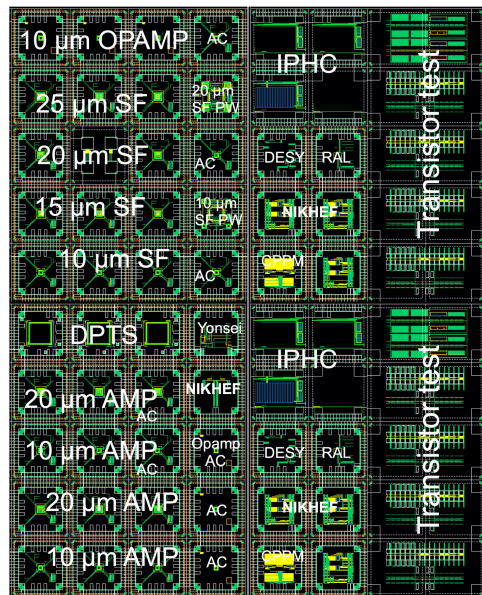 10 µm OPAMP
AC
25 µm SF
20 µm
SF PW
20 µm SF
AC
15 µm SF
10 µm
SF PW
10 µm SF
AC
IPHC
DESY
RAL
NIKHEF
CPPM
Transistor test
DPTS
Yonsei
20 µm AMP
AC
NIKHEF
10 µm AMP
AC
Opamp
AC
20 µm AMP
AC
10 µm AMP
AC
IPHC
DESY
RAL
NIKHEF
CPPM
Transistor test